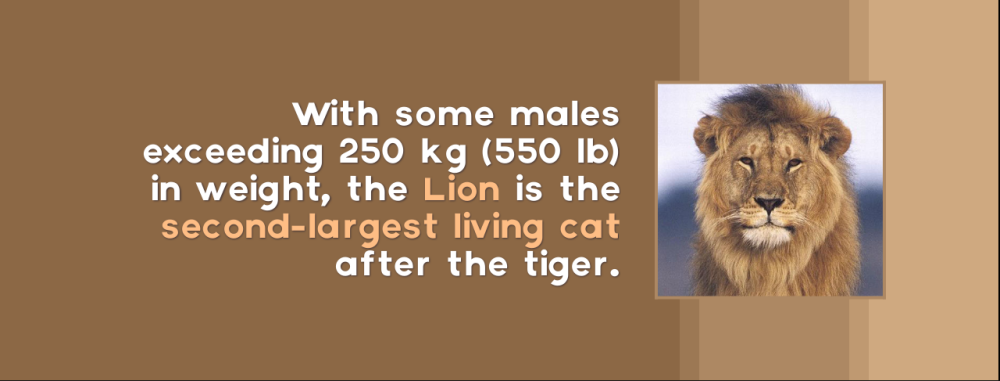 With some males
exceeding 250 kg (550 lb)
in weight, the Lion is the
second-largest living cat
after the tiger.